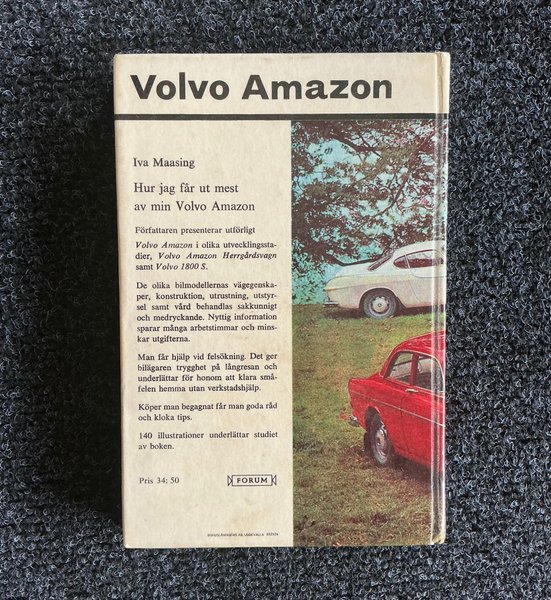 Volvo Amazon
Iva Maasing
Hur jag får ut mest
av min Volvo Amazon
Författaren presenterar utförligt
Volvo Amazon i olika utvecklingssta-
dier, Volvo Amazon Herrgårdsvagn
samt Volvo 1800 S.
De olika bilmodellernas vägegenska-
per, konstruktion, utrustning, utstyr-
sel samt vård behandlas sakkunnigt
och medryckande. Nyttig information
sparar många arbetstimmar och mins-
kar utgifterna.
Man får hjälp vid felsökning. Det ger
bilägaren trygghet på långresan och
underlättar för honom att klara små-
felen hemma utan verkstadshjälp.
Köper man begagnat får man goda råd
och kloka tips.
140 illustrationer underlättar studiet
av boken.
Pris 34: 50
FORUM